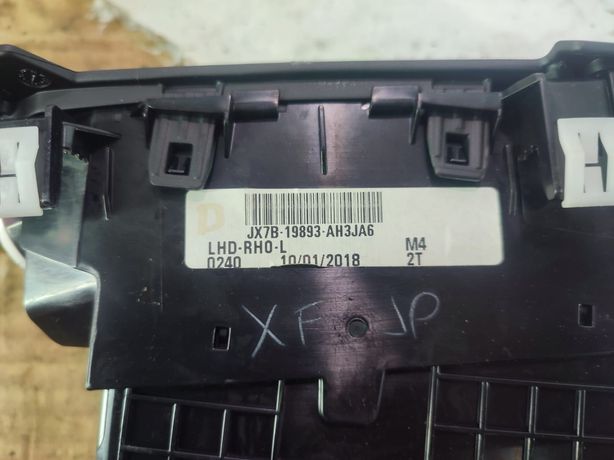 D
JX7B-19893-AH3JA6
LHD-RHO-L M4
0240 10/01/2018 2T
XF JP